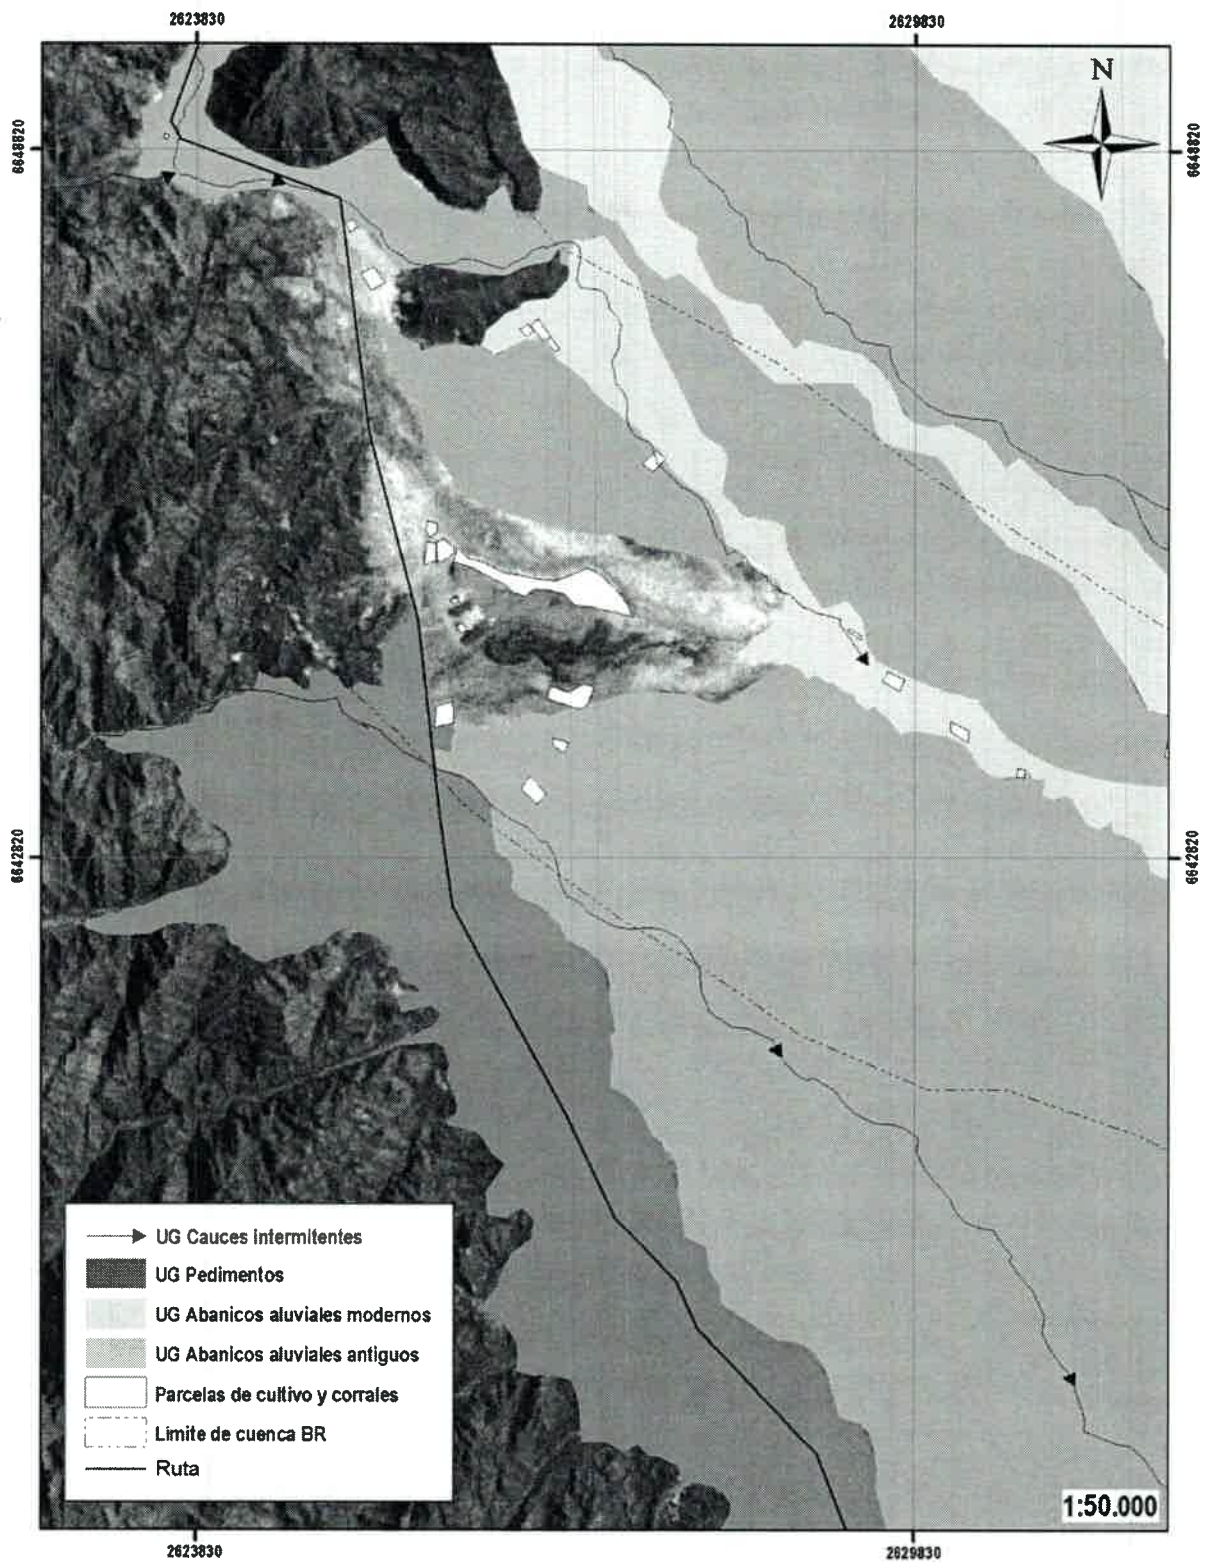 2623830
2629830
N
6648820
6648820
6642820
6642820
UG Cauces intermitentes
UG Pedimentos
UG Abanicos aluviales modernos
UG Abanicos aluviales antiguos
Parcelas de cultivo y corrales
Limite de cuenca BR
Ruta
1:50.000
2623830
2629830